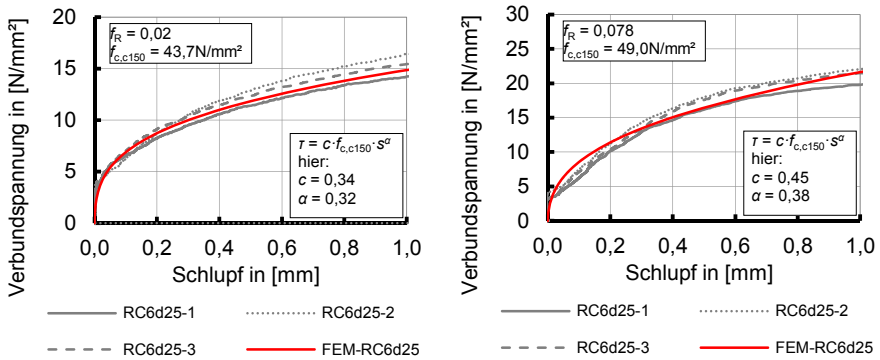 Verbundspannung in [N/mm²]
20
15
10
5
0
f_R = 0,02
f_c,c150 = 43,7N/mm²
τ = c·f_c,c150·s^α
hier:
c = 0,34
α = 0,32
0,0 0,2 0,4 0,6 0,8 1,0
Schlupf in [mm]
RC6d25-1 RC6d25-2
RC6d25-3 FEM-RC6d25
Verbundspannung in [N/mm²]
30
25
20
15
10
5
0
f_R = 0,078
f_c,c150 = 49,0N/mm²
τ = c·f_c,c150·s^α
hier:
c = 0,45
α = 0,38
0,0 0,2 0,4 0,6 0,8 1,0
Schlupf in [mm]
RC6d25-1 RC6d25-2
RC6d25-3 FEM-RC6d25